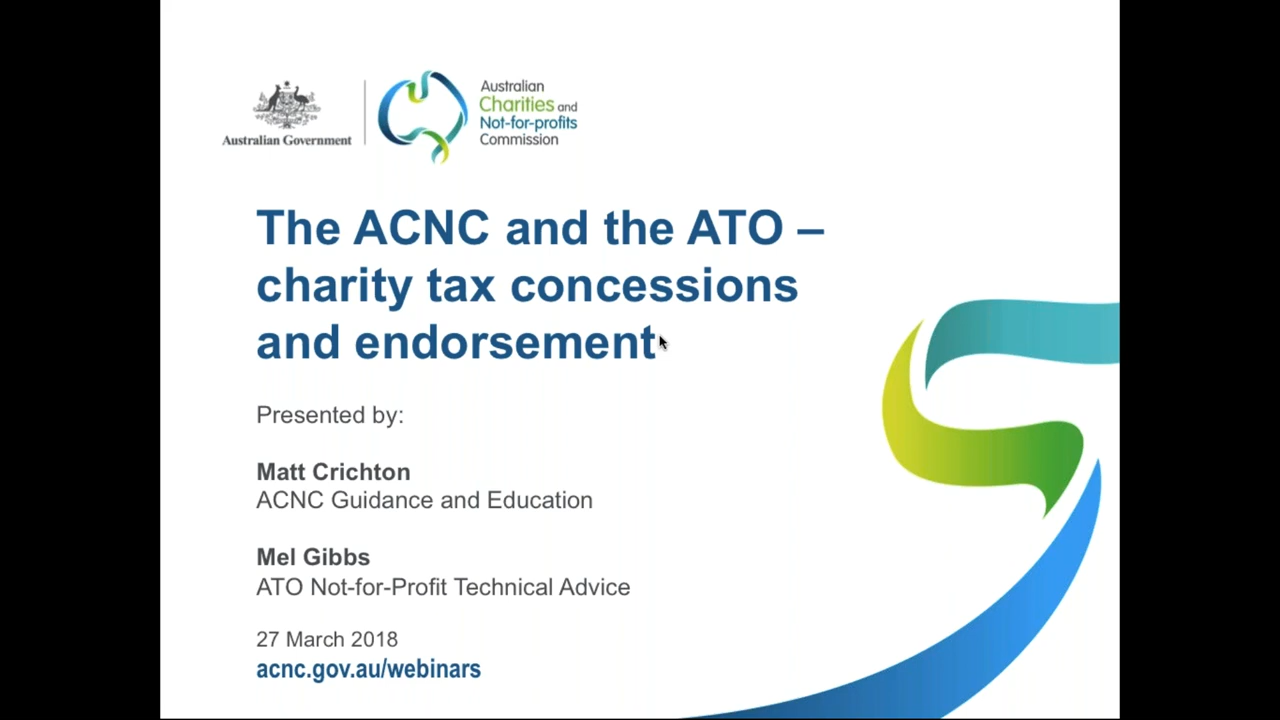 Australian Government
Australian
Charities and
Not-for-profits
Commission
The ACNC and the ATO –
charity tax concessions
and endorsement
Presented by:
Matt Crichton
ACNC Guidance and Education
Mel Gibbs
ATO Not-for-Profit Technical Advice
27 March 2018
acnc.gov.au/webinars